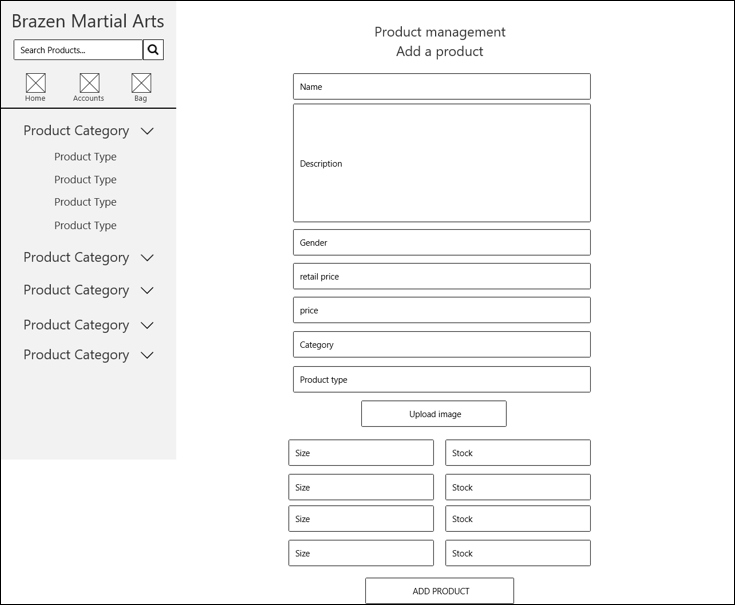 Brazen Martial Arts
Search Products...
Home Accounts Bag
Product Category
Product Type
Product Type
Product Type
Product Type
Product Category
Product Category
Product Category
Product Category
Product management
Add a product
Name
Description
Gender
retail price
price
Category
Product type
Upload image
Size Stock
Size Stock
Size Stock
Size Stock
ADD PRODUCT